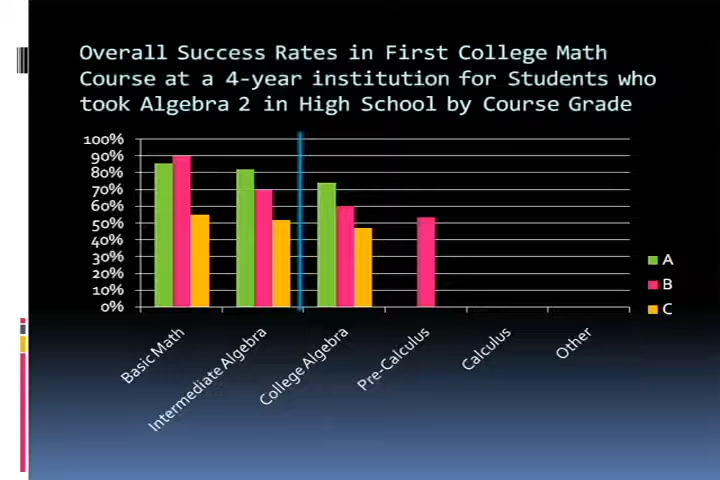 Overall Success Rates in First College Math
Course at a 4-year institution for Students who
took Algebra 2 in High School by Course Grade
100%
90%
80%
70%
60%
50%
40%
30%
20%
10%
0%
Basic Math
Intermediate Algebra
College Algebra
Pre-Calculus
Calculus
Other
A
B
C